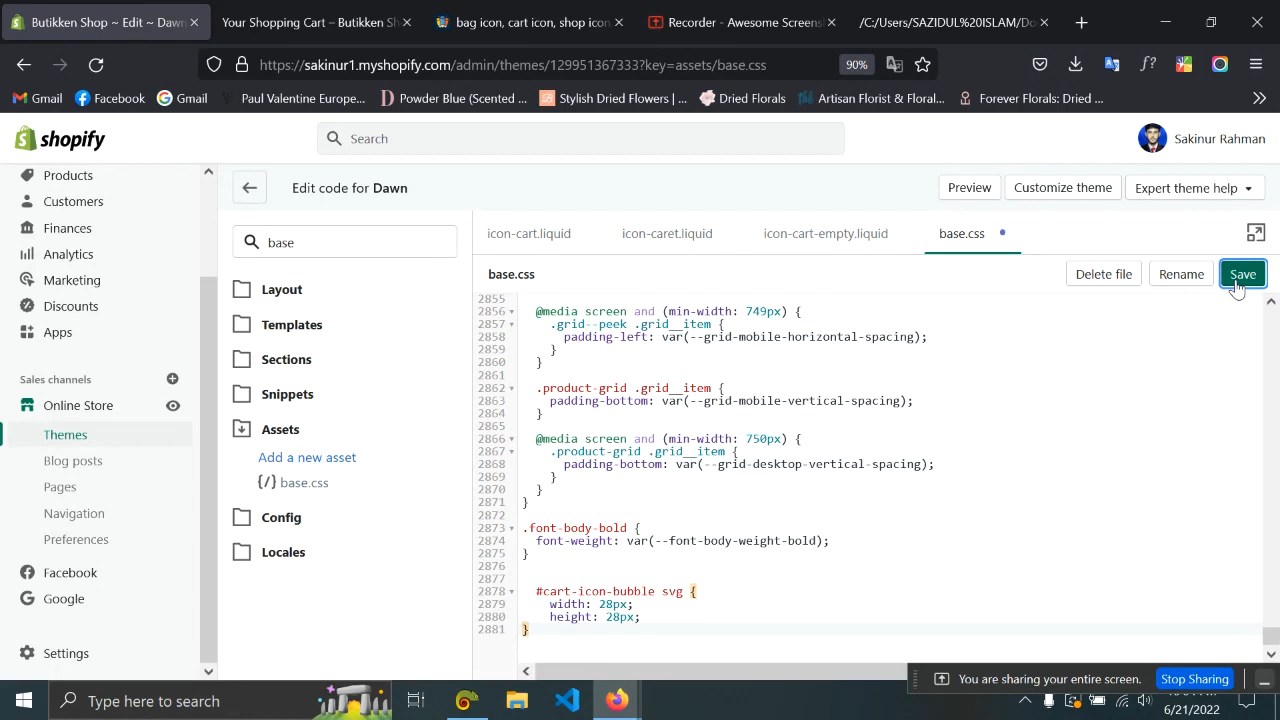 Butikken Shop ~ Edit ~ Dawn
Your Shopping Cart – Butikken Sh
bag icon, cart icon, shop icon
Recorder - Awesome Screensh
/C:/Users/SAZIDUL%20ISLAM/Do
https://sakinur1.myshopify.com/admin/themes/129951367333?key=assets/base.css
90%
Gmail
Facebook
Gmail
Paul Valentine Europe...
Powder Blue (Scented ...
Stylish Dried Flowers | ...
Dried Florals
Artisan Florist & Floral...
Forever Florals: Dried ...
shopify
Search
Sakinur Rahman
Products
Customers
Finances
Analytics
Marketing
Discounts
Apps
Sales channels
Online Store
Themes
Blog posts
Pages
Navigation
Preferences
Facebook
Google
Settings
Edit code for Dawn
Preview
Customize theme
Expert theme help
base
Layout
Templates
Sections
Snippets
Assets
Add a new asset
{/} base.css
Config
Locales
icon-cart.liquid
icon-caret.liquid
icon-cart-empty.liquid
base.css
base.css
Delete file
Rename
Save
2855
2856 @media screen and (min-width: 749px) {
2857 .grid--peek .grid__item {
2858 padding-left: var(--grid-mobile-horizontal-spacing);
2859 }
2860 }
2861
2862 .product-grid .grid__item {
2863 padding-bottom: var(--grid-mobile-vertical-spacing);
2864 }
2865
2866 @media screen and (min-width: 750px) {
2867 .product-grid .grid__item {
2868 padding-bottom: var(--grid-desktop-vertical-spacing);
2869 }
2870 }
2871 }
2872
2873 .font-body-bold {
2874 font-weight: var(--font-body-weight-bold);
2875 }
2876
2877
2878 #cart-icon-bubble svg {
2879 width: 28px;
2880 height: 28px;
2881 }
You are sharing your entire screen.
Stop Sharing
Type here to search
6/21/2022